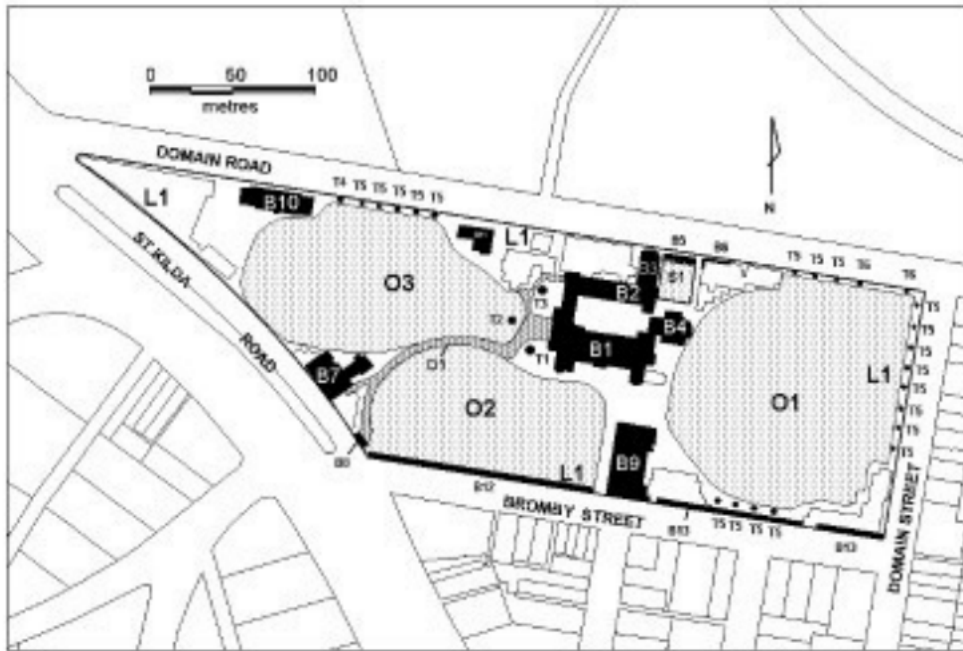 0 50 100
metres
DOMAIN ROAD
L1
B10
T4 T5 T5 T5 T5 T5
L1
B5 B6
T5 T5 T5 T6 T6
ST KILDA ROAD
O3
T3
B2
B3
S1
N
T2
B4
T5
T5
T5
T5
T5
T5
T5
B7
D1
T1
B1
L1
O2
O1
B12
L1
B9
BROMBY STREET
B13
T5 T5 T5 T5
B13
DOMAIN STREET